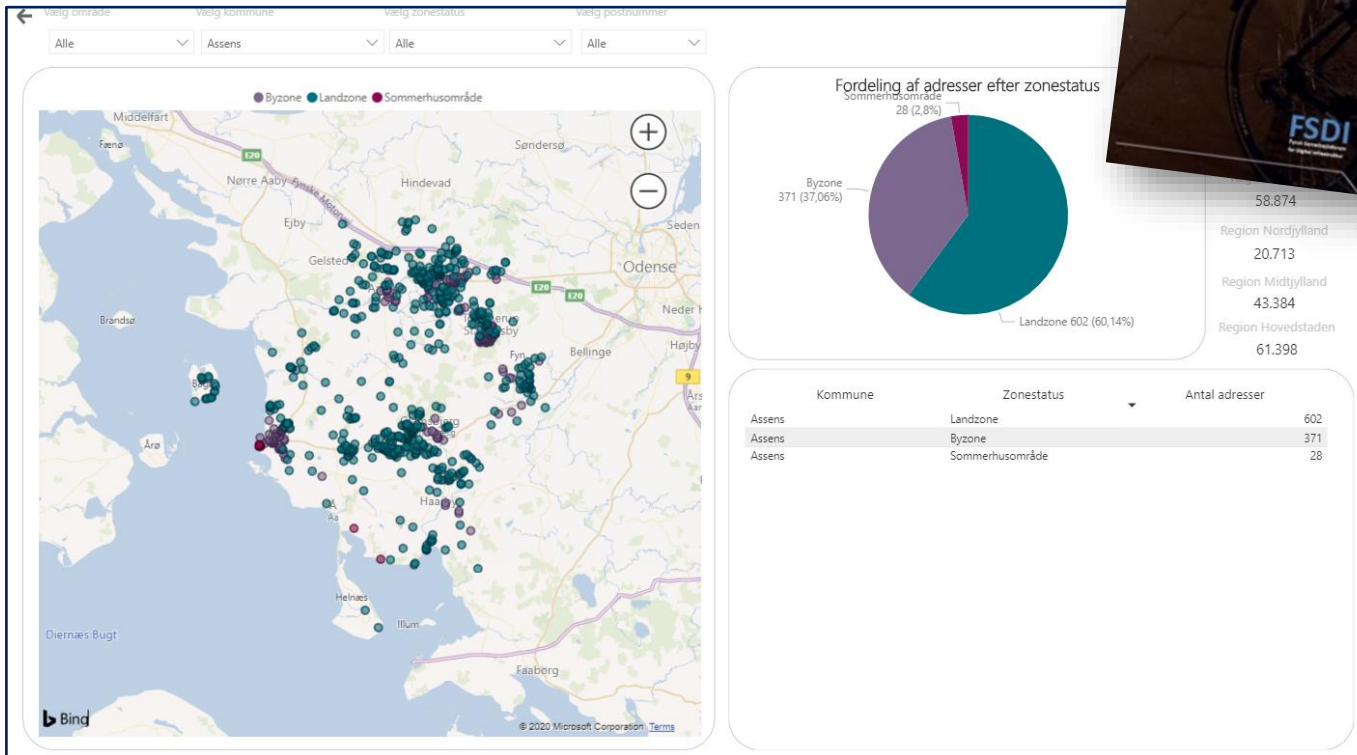 Vælg område
Vælg kommune
Vælg zonestatus
Vælg postnummer
Alle
Assens
Alle
Alle
Byzone
Landzone
Sommerhusområde
Middelfart
Fænø
E20
Søndersø
Nørre Aaby
Fynske Motorvej
Hindevad
Ejby
Seden
Gelsted
Odense
E20
E20
Brandsø
Bellinge
Højby
Fyn
9
Årø
Helnæs
Illum
Diernæs Bugt
Faaborg
Bing
© 2020 Microsoft Corporation Terms
Fordeling af adresser efter zonestatus
Sommerhusområde
28 (2,8%)
Byzone
371 (37,06%)
Landzone 602 (60,14%)
FSDI
58.874
Region Nordjylland
20.713
Region Midtjylland
43.384
Region Hovedstaden
61.398
Kommune Zonestatus Antal adresser
Assens Landzone 602
Assens Byzone 371
Assens Sommerhusområde 28